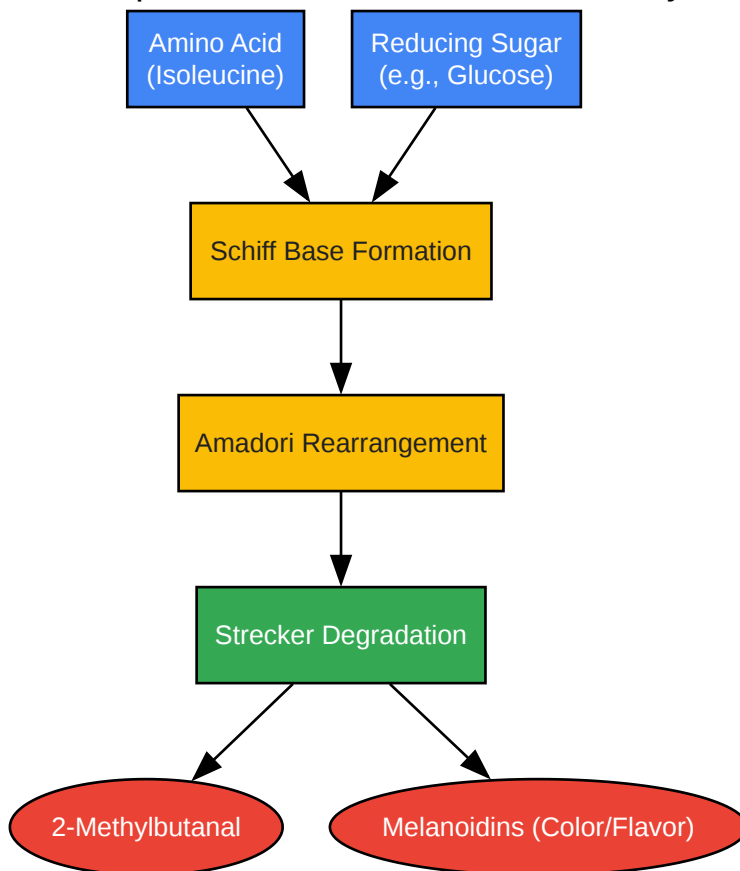 Amino Acid
(Isoleucine)
Reducing Sugar
(e.g., Glucose)
Schiff Base Formation
Amadori Rearrangement
Strecker Degradation
2-Methylbutanal
Melanoidins (Color/Flavor)